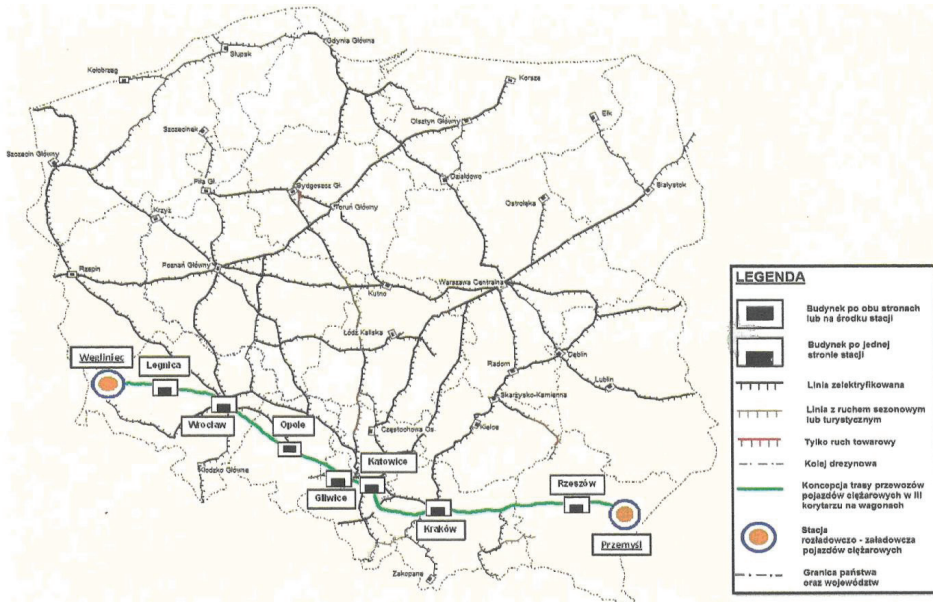 Gdynia Główna
Słupsk
Kołobrzeg
Korsze
Olsztyn Główny
Ełk
Szczecinek
Szczecin Główny
Działdowo
Białystok
Piła Gł.
Bydgoszcz Gł.
Ostrołęka
Toruń Główny
Krzyż
Poznań Główny
Rzepin
Warszawa Centralna
Kutno
Łódź Kaliska
Dęblin
Radom
Lublin
Skarżysko-Kamienna
Węgliniec
Legnica
Wrocław
Opole
Częstochowa Os.
Kielce
Katowice
Kłodzko Główne
Gliwice
Rzeszów
Kraków
Przemyśl
Zakopane
LEGENDA
Budynek po obu stronach
lub na środku stacji
Budynek po jednej
stronie stacji
Linia zelektryfikowana
Linia z ruchem sezonowym
lub turystycznym
Tylko ruch towarowy
Kolej drezynowa
Koncepcja trasy przewozów
pojazdów ciężarowych w III
korytarzu na wagonach
Stacja
rozładowczo - załadowcza
pojazdów ciężarowych
Granica państwa
oraz województw